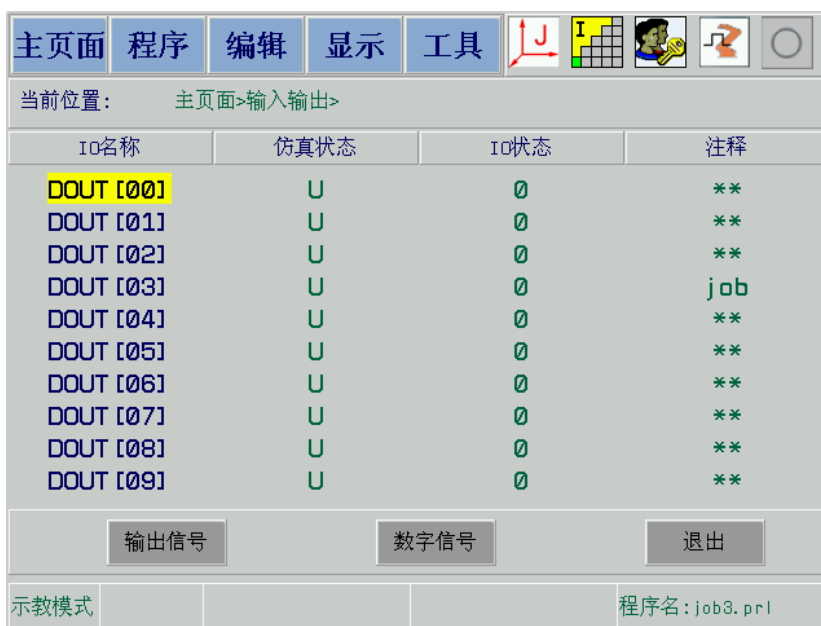 主页面 程序 编辑 显示 工具 J I
当前位置: 主页面>输入输出>
IO名称 仿真状态 IO状态 注释
DOUT [00] U 0 **
DOUT [01] U 0 **
DOUT [02] U 0 **
DOUT [03] U 0 job
DOUT [04] U 0 **
DOUT [05] U 0 **
DOUT [06] U 0 **
DOUT [07] U 0 **
DOUT [08] U 0 **
DOUT [09] U 0 **
输出信号 数字信号 退出
示教模式 程序名:job3.prl